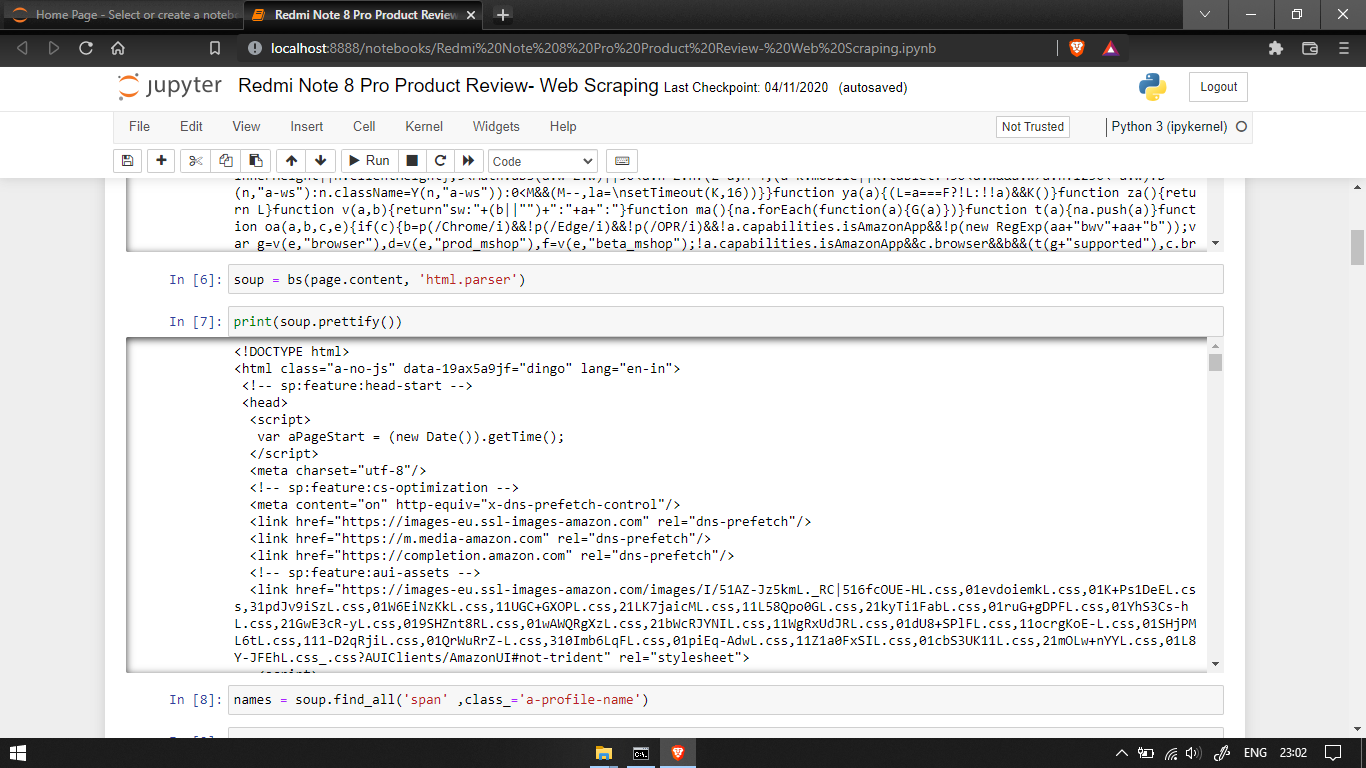 Home Page - Select or create a noteb
Redmi Note 8 Pro Product Review
localhost:8888/notebooks/Redmi%20Note%208%20Pro%20Product%20Review-%20Web%20Scraping.ipynb
jupyter Redmi Note 8 Pro Product Review- Web Scraping Last Checkpoint: 04/11/2020 (autosaved)
Logout
File Edit View Insert Cell Kernel Widgets Help
Not Trusted
Python 3 (ipykernel)
Run
Code
(n,"a-ws"):n.className=Y(n,"a-ws")):0<M&&(M--,la=\nsetTimeout(K,16))}}function ya(a){(L=a===F?!L:!!a)&&K()}function za(){retu
rn L}function v(a,b){return"sw:"+(b||"")+":"+a+":"}function ma(){na.forEach(function(a){G(a)})}function t(a){na.push(a)}funct
ion oa(a,b,c,e){if(c){b=p(/Chrome/i)&&!p(/Edge/i)&&!p(/OPR/i)&&!a.capabilities.isAmazonApp&&!p(new RegExp(aa+"bwv"+aa+"b"));v
ar g=v(e,"browser"),d=v(e,"prod_mshop"),f=v(e,"beta_mshop");!a.capabilities.isAmazonApp&&c.browser&&b&&(t(g+"supported"),c.br
In [6]: soup = bs(page.content, 'html.parser')
In [7]: print(soup.prettify())
<!DOCTYPE html>
<html class="a-no-js" data-19ax5a9jf="dingo" lang="en-in">
<!-- sp:feature:head-start -->
<head>
<script>
var aPageStart = (new Date()).getTime();
</script>
<meta charset="utf-8"/>
<!-- sp:feature:cs-optimization -->
<meta content="on" http-equiv="x-dns-prefetch-control"/>
<link href="https://images-eu.ssl-images-amazon.com" rel="dns-prefetch"/>
<link href="https://m.media-amazon.com" rel="dns-prefetch"/>
<link href="https://completion.amazon.com" rel="dns-prefetch"/>
<!-- sp:feature:aui-assets -->
<link href="https://images-eu.ssl-images-amazon.com/images/I/51AZ-Jz5kmL._RC|516fcOUE-HL.css,01evdoiemkL.css,01K+Ps1DeEL.cs
s,31pdJv9iSzL.css,01W6EiNzKkL.css,11UGC+GXOPL.css,21LK7jaicML.css,11L58Qpo0GL.css,21kyTi1FabL.css,01ruG+gDPFL.css,01YhS3Cs-h
L.css,21GwE3cR-yL.css,019SHZnt8RL.css,01wAWQRgXzL.css,21bWcRJYNIL.css,11WgRxUdJRL.css,01dU8+SPlFL.css,11ocrgKoE-L.css,01SHjPM
L6tL.css,111-D2qRjiL.css,01QrWuRrZ-L.css,310Imb6LqFL.css,01piEq-AdwL.css,11Z1a0FxSIL.css,01cbS3UK11L.css,21mOLw+nYYL.css,01L8
Y-JFEhL.css_.css?AUIClients/AmazonUI#not-trident" rel="stylesheet">
In [8]: names = soup.find_all('span' ,class_='a-profile-name')
ENG 23:02